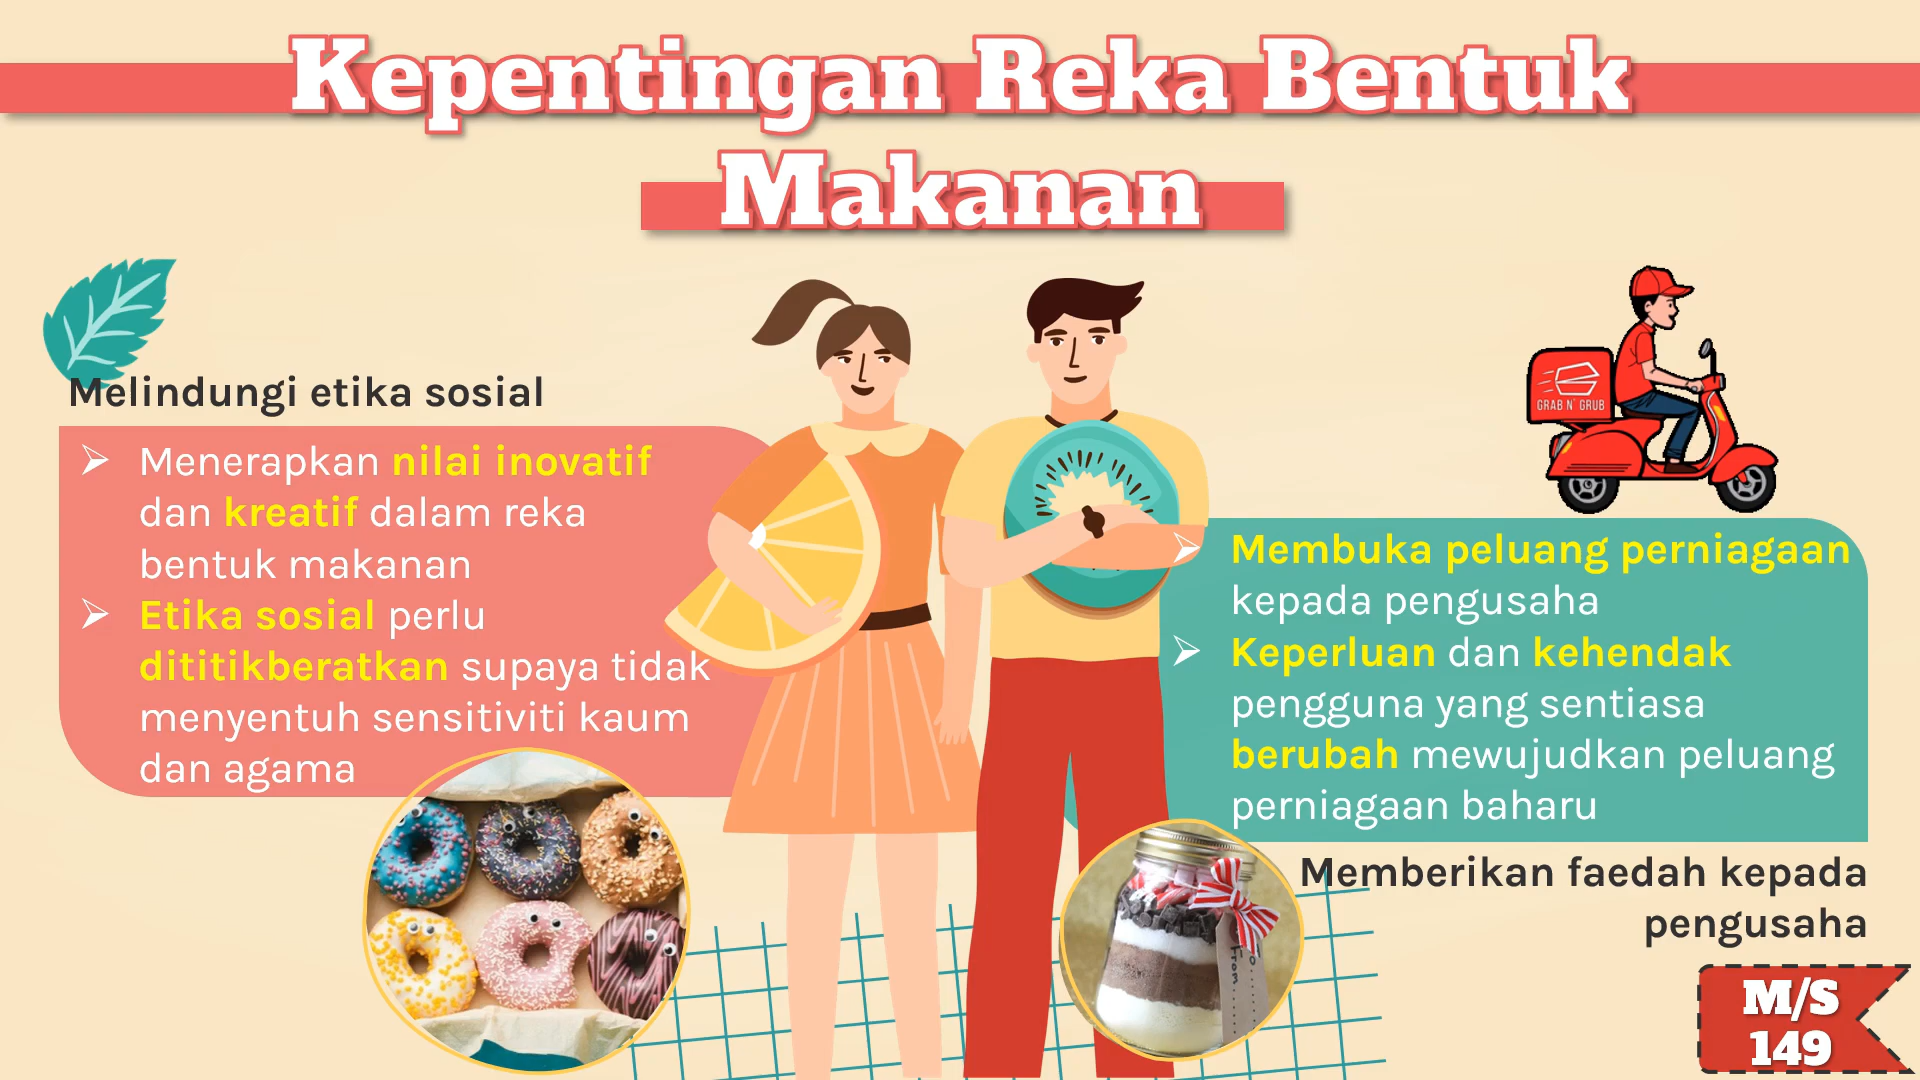 Kepentingan Reka Bentuk
Makanan
Melindungi etika sosial
➢ Menerapkan nilai inovatif
dan kreatif dalam reka
bentuk makanan
➢ Etika sosial perlu
dititikberatkan supaya tidak
menyentuh sensitiviti kaum
dan agama
GRAB N' GRUB
➢ Membuka peluang perniagaan
kepada pengusaha
➢ Keperluan dan kehendak
pengguna yang sentiasa
berubah mewujudkan peluang
perniagaan baharu
Memberikan faedah kepada
pengusaha
To......
From......
M/S
149